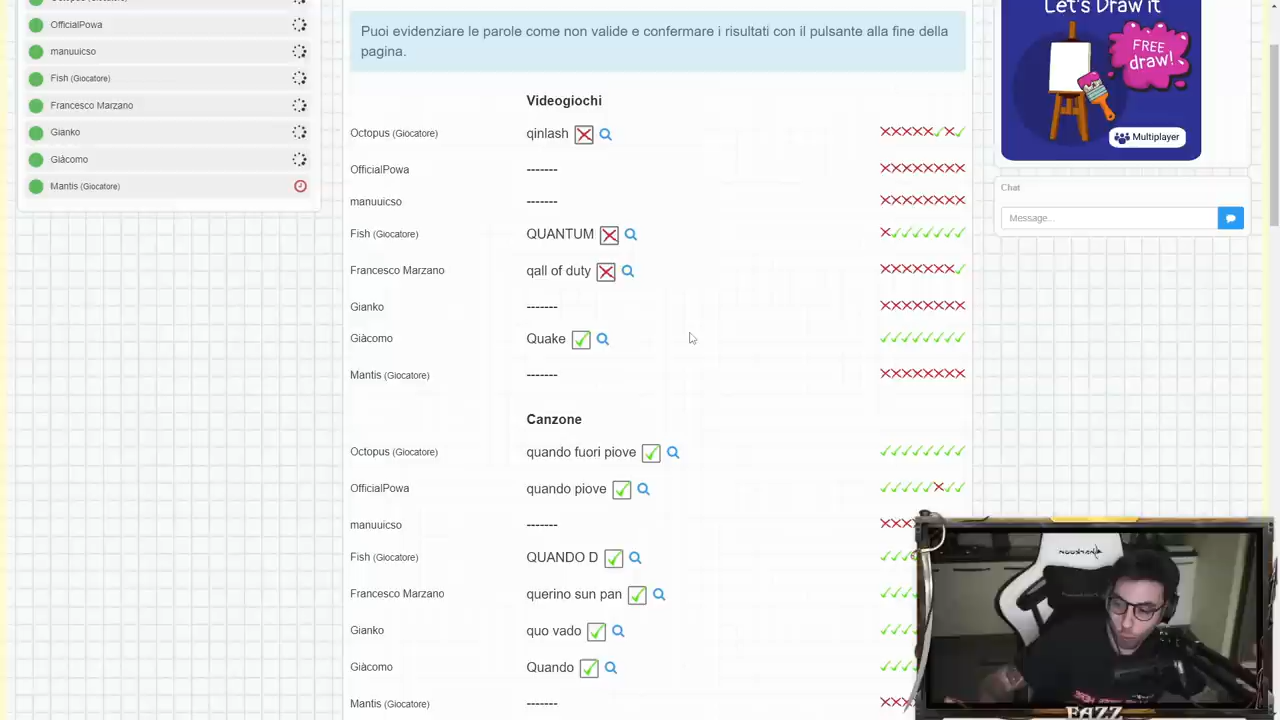 OfficialPowa
manuuicso
Fish (Giocatore)
Francesco Marzano
Gianko
Giàcomo
Mantis (Giocatore)
Puoi evidenziare le parole come non valide e confermare i risultati con il pulsante alla fine della
pagina.
Videogiochi
Octopus (Giocatore) qinlash
OfficialPowa -------
manuuicso -------
Fish (Giocatore) QUANTUM
Francesco Marzano qall of duty
Gianko -------
Giàcomo Quake
Mantis (Giocatore) -------
Canzone
Octopus (Giocatore) quando fuori piove
OfficialPowa quando piove
manuuicso -------
Fish (Giocatore) QUANDO D
Francesco Marzano querino sun pan
Gianko quo vado
Giàcomo Quando
Mantis (Giocatore) -------
Let's Draw it
FREE
draw!
Multiplayer
Chat
Message...
FAZZ